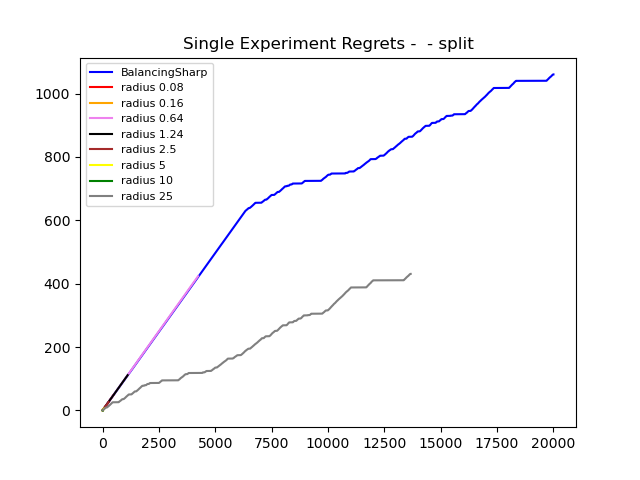 Single Experiment Regrets -  - split
BalancingSharp
radius 0.08
radius 0.16
radius 0.64
radius 1.24
radius 2.5
radius 5
radius 10
radius 25
1000
800
600
400
200
0
0 2500 5000 7500 10000 12500 15000 17500 20000